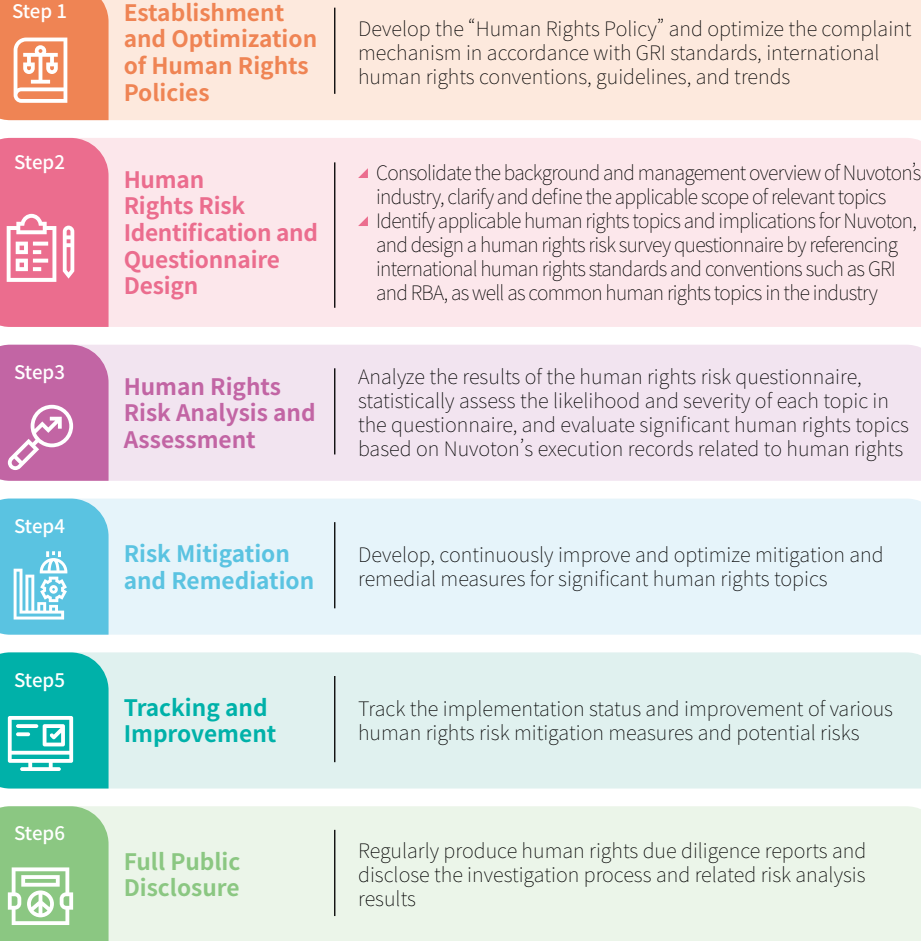 Step 1
Establishment
and Optimization
of Human Rights
Policies
Develop the “Human Rights Policy” and optimize the complaint
mechanism in accordance with GRI standards, international
human rights conventions, guidelines, and trends
Step2
Human
Rights Risk
Identification and
Questionnaire
Design
Consolidate the background and management overview of Nuvoton’s
industry, clarify and define the applicable scope of relevant topics
Identify applicable human rights topics and implications for Nuvoton,
and design a human rights risk survey questionnaire by referencing
international human rights standards and conventions such as GRI
and RBA, as well as common human rights topics in the industry
Step3
Human Rights
Risk Analysis and
Assessment
Analyze the results of the human rights risk questionnaire,
statistically assess the likelihood and severity of each topic in
the questionnaire, and evaluate significant human rights topics
based on Nuvoton’s execution records related to human rights
Step4
Risk Mitigation
and Remediation
Develop, continuously improve and optimize mitigation and
remedial measures for significant human rights topics
Step5
Tracking and
Improvement
Track the implementation status and improvement of various
human rights risk mitigation measures and potential risks
Step6
Full Public
Disclosure
Regularly produce human rights due diligence reports and
disclose the investigation process and related risk analysis
results